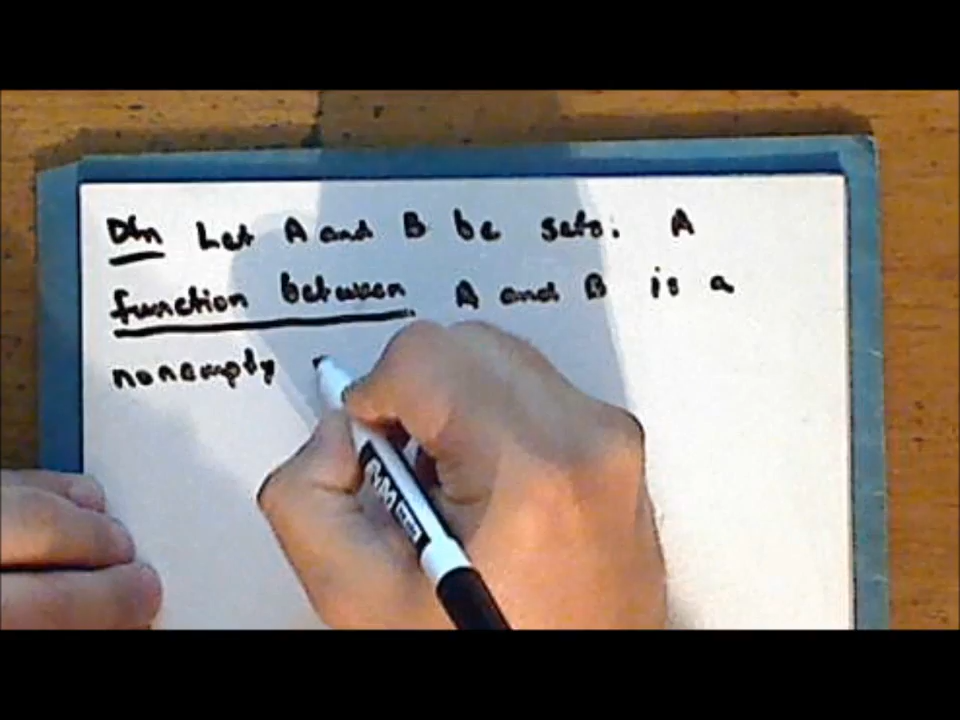 Dfn Let A and B be sets. A
function between A and B is a
nonempty